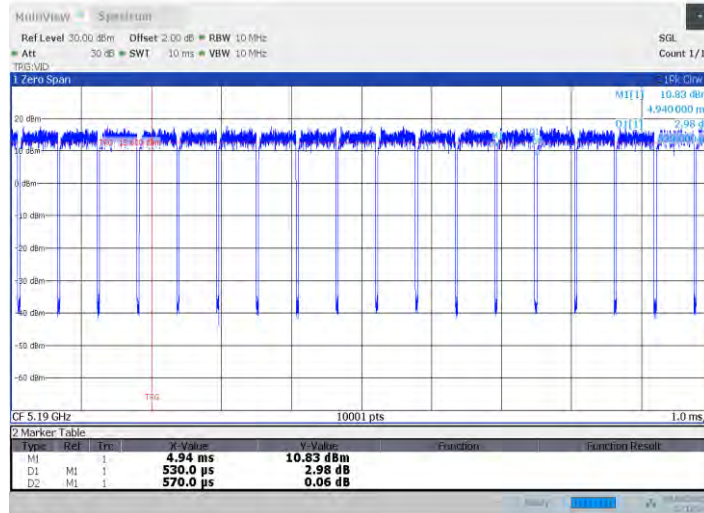 MultiView Spectrum
Ref Level 30.00 dBm Offset 2.00 dB RBW 10 MHz SGL
Att 30 dB SWT 10 ms VBW 10 MHz Count 1/1
TRG:VID
1 Zero Span 1Pk Clrw
M1[1] 10.83 dBm
4.940000 m
20 dBm D1[1] 2.98 d
10 dBm
0 dBm
-10 dBm
-20 dBm
-30 dBm
-40 dBm
-50 dBm
-60 dBm
TRG
CF 5.19 GHz 10001 pts 1.0 ms
2 Marker Table
Type Ref Trc X-Value Y-Value Function Function Result
M1 1 4.94 ms 10.83 dBm
D1 M1 1 530.0 µs 2.98 dB
D2 M1 1 570.0 µs 0.06 dB
Ready